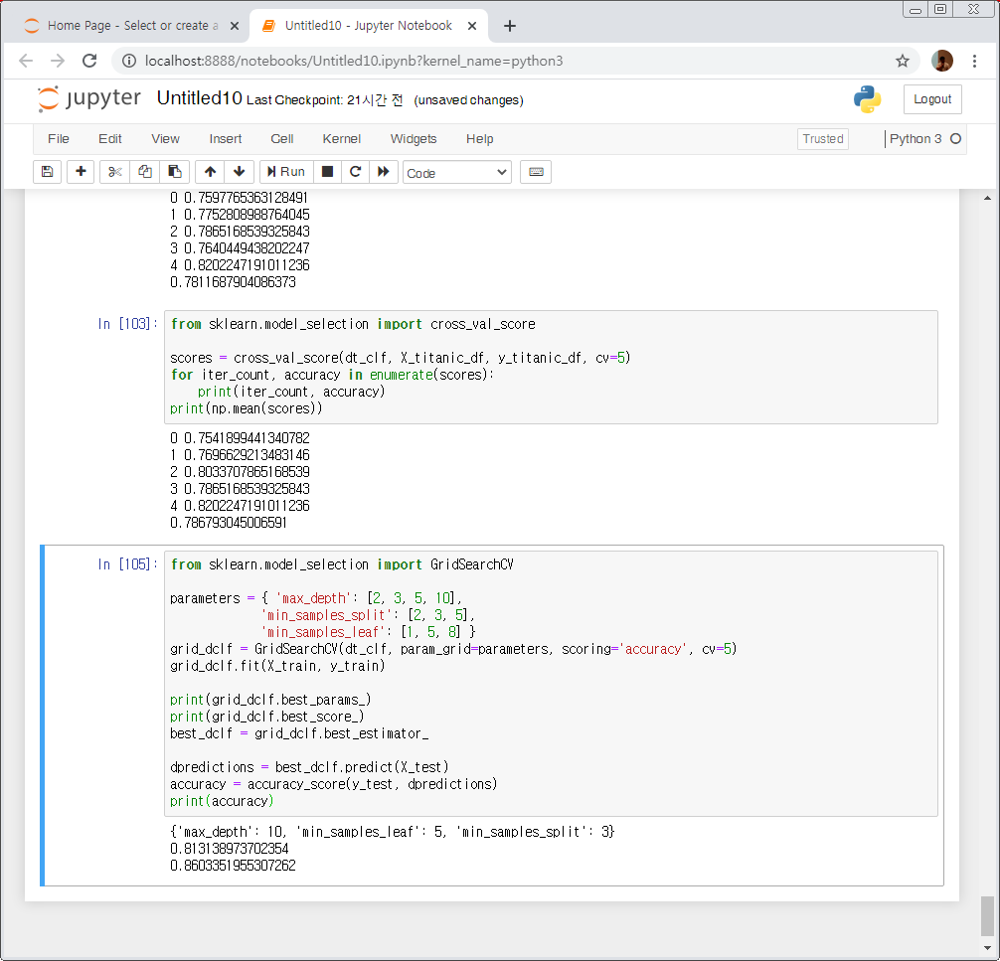 Home Page - Select or create a
Untitled10 - Jupyter Notebook
localhost:8888/notebooks/Untitled10.ipynb?kernel_name=python3
jupyter Untitled10 Last Checkpoint: 21시간 전 (unsaved changes)
Logout
File Edit View Insert Cell Kernel Widgets Help
Trusted Python 3
Run Code
0 0.7597765363128491
1 0.7752808988764045
2 0.7865168539325843
3 0.7640449438202247
4 0.8202247191011236
0.7811687904086373
In [103]: from sklearn.model_selection import cross_val_score
scores = cross_val_score(dt_clf, X_titanic_df, y_titanic_df, cv=5)
for iter_count, accuracy in enumerate(scores):
    print(iter_count, accuracy)
print(np.mean(scores))
0 0.7541899441340782
1 0.7696629213483146
2 0.8033707865168539
3 0.7865168539325843
4 0.8202247191011236
0.786793045006591
In [105]: from sklearn.model_selection import GridSearchCV
parameters = { 'max_depth': [2, 3, 5, 10],
             'min_samples_split': [2, 3, 5],
             'min_samples_leaf': [1, 5, 8] }
grid_dclf = GridSearchCV(dt_clf, param_grid=parameters, scoring='accuracy', cv=5)
grid_dclf.fit(X_train, y_train)
print(grid_dclf.best_params_)
print(grid_dclf.best_score_)
best_dclf = grid_dclf.best_estimator_
dpredictions = best_dclf.predict(X_test)
accuracy = accuracy_score(y_test, dpredictions)
print(accuracy)
{'max_depth': 10, 'min_samples_leaf': 5, 'min_samples_split': 3}
0.813138973702354
0.8603351955307262